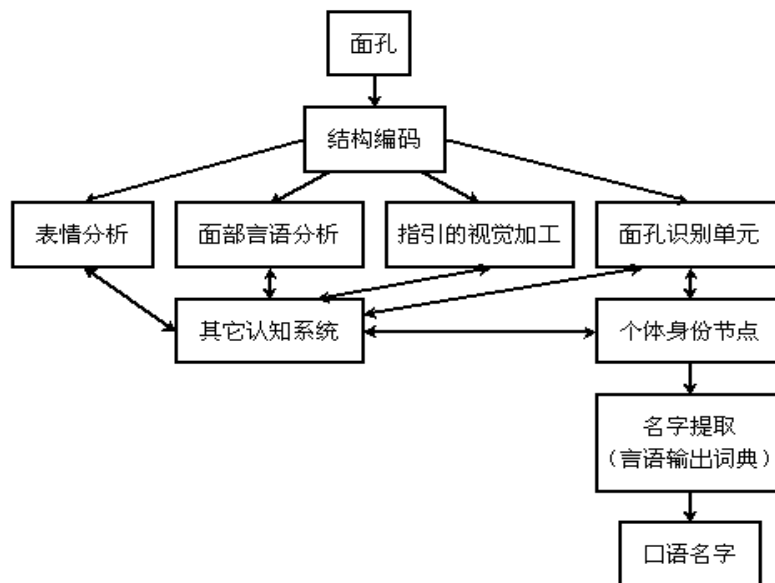 面孔
结构编码
表情分析
面部言语分析
指引的视觉加工
面孔识别单元
其它认知系统
个体身份节点
名字提取
（言语输出词典）
口语名字